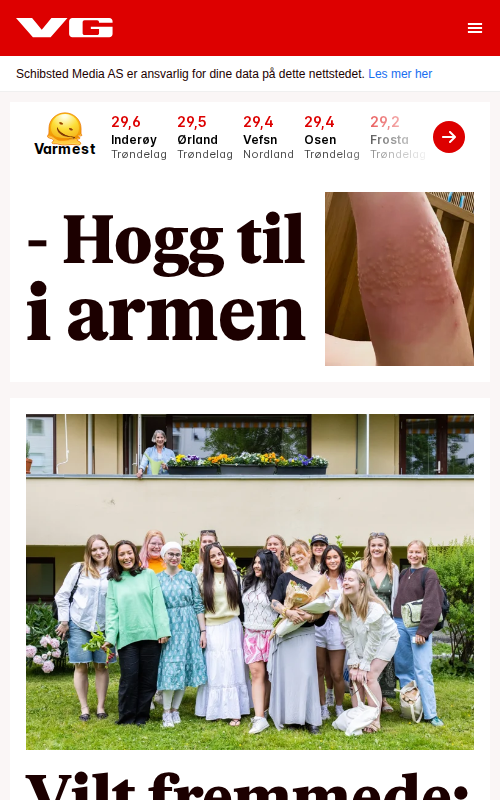 VG
Schibsted Media AS er ansvarlig for dine data på dette nettstedet. Les mer her
Varmest
29,6
Inderøy
Trøndelag
29,5
Ørland
Trøndelag
29,4
Vefsn
Nordland
29,4
Osen
Trøndelag
29,2
Frosta
Trøndelag
- Hogg til
i armen
Vilt fremmede: